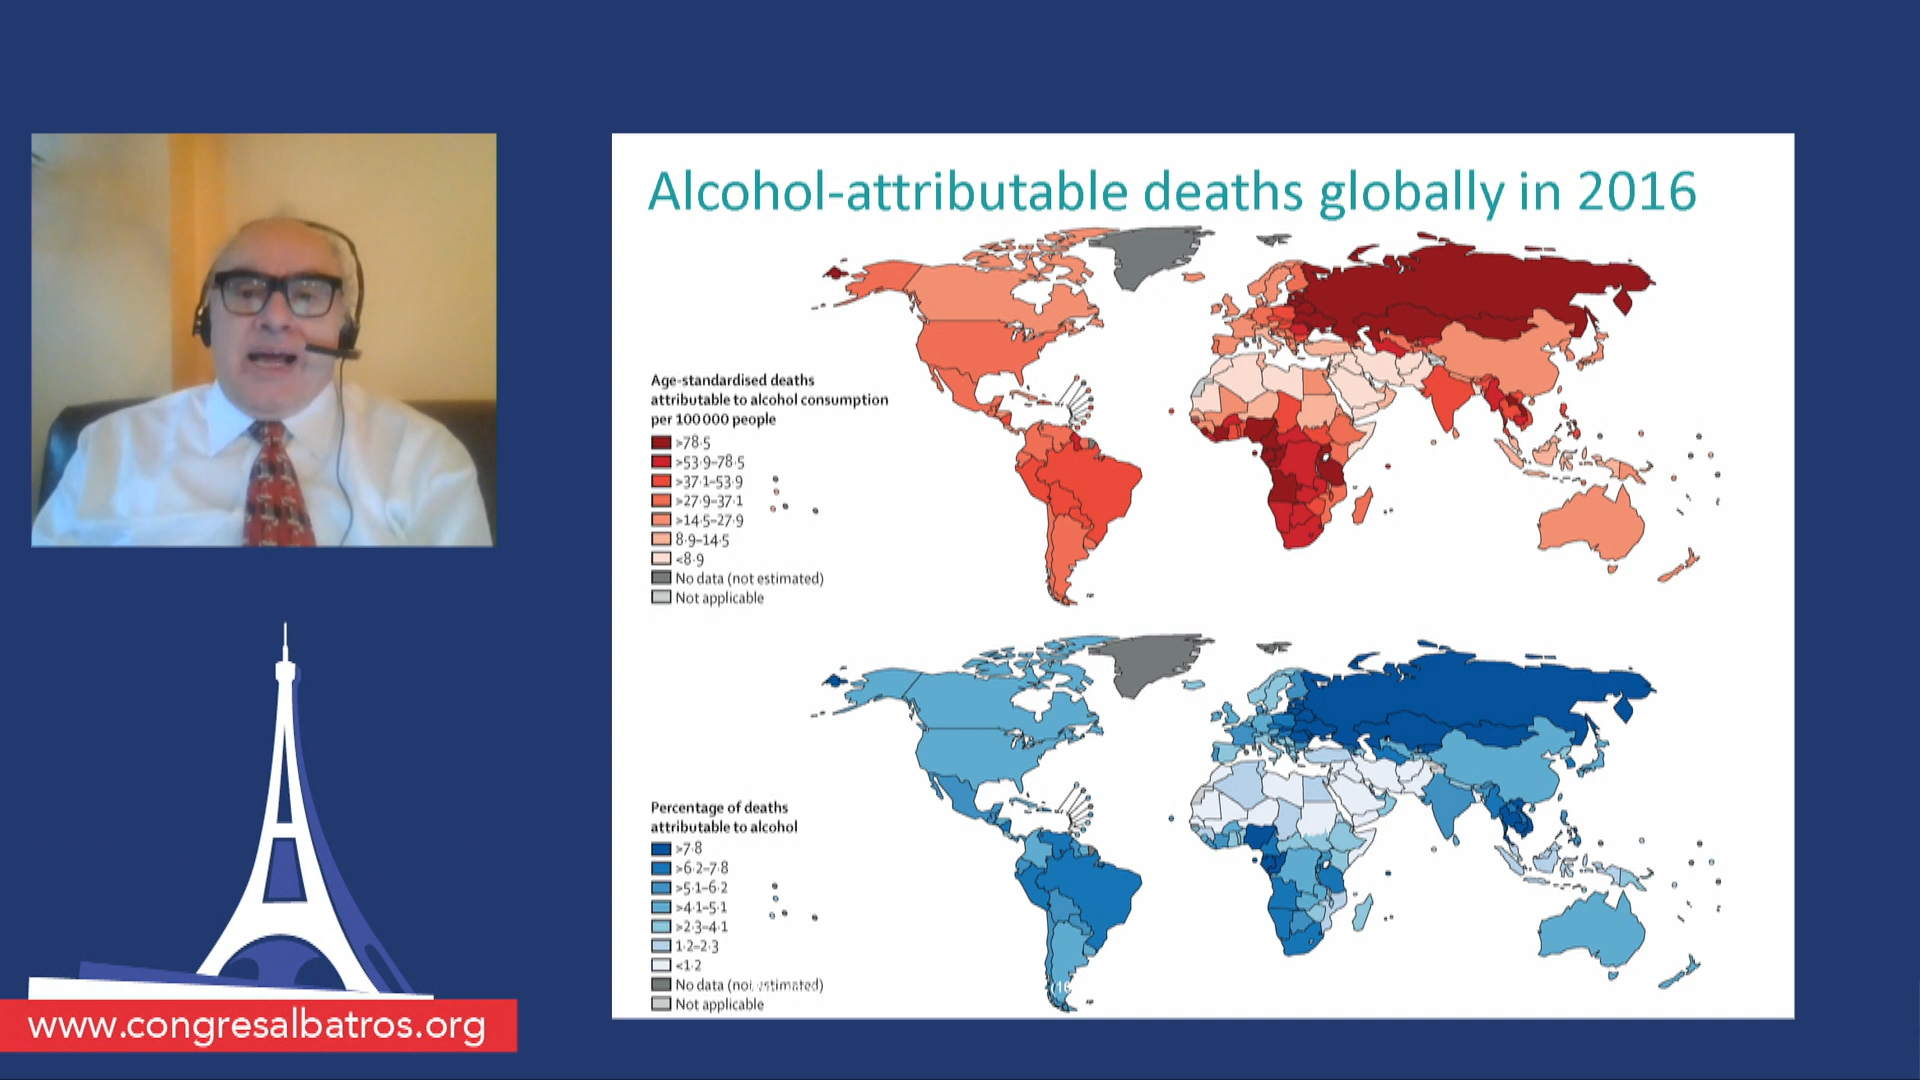 Alcohol-attributable deaths globally in 2016
Age-standardised deaths
attributable to alcohol consumption
per 100 000 people
>78·5
>53·9–78·5
>37·1–53·9
>27·9–37·1
>14·5–27·9
8·9–14·5
<8·9
No data (not estimated)
Not applicable
Percentage of deaths
attributable to alcohol
>7·8
>6·2–7·8
>5·1–6·2
>4·1–5·1
>2·3–4·1
1·2–2·3
<1·2
No data (not estimated)
Not applicable
www.congresalbatros.org